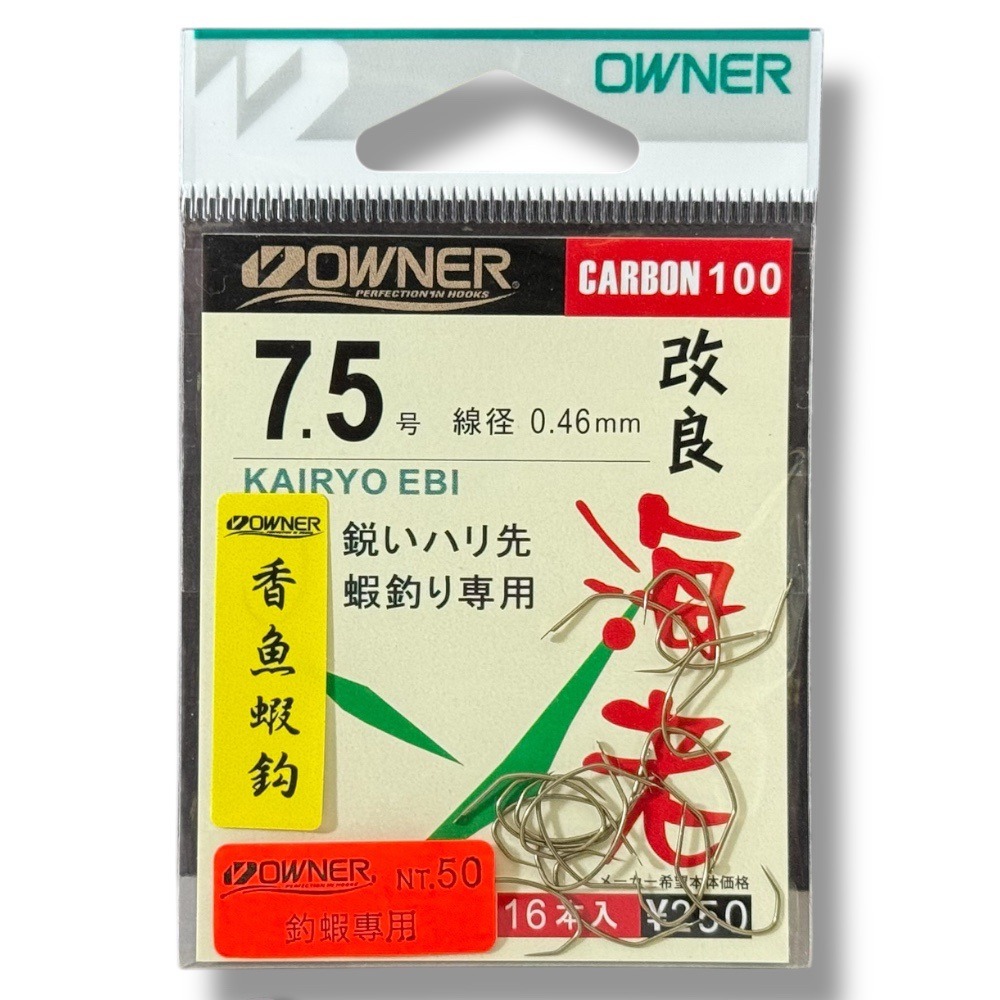 OWNER
OWNER
PERFECTION IN HOOKS
CARBON 100
7.5号 線径 0.46mm
改良
海老
KAIRYO EBI
鋭いハリ先
蝦釣り専用
OWNER
香魚蝦鈎
OWNER
PERFECTION IN HOOKS
NT.50
釣蝦專用
メーカー希望本体価格
16本入
¥250